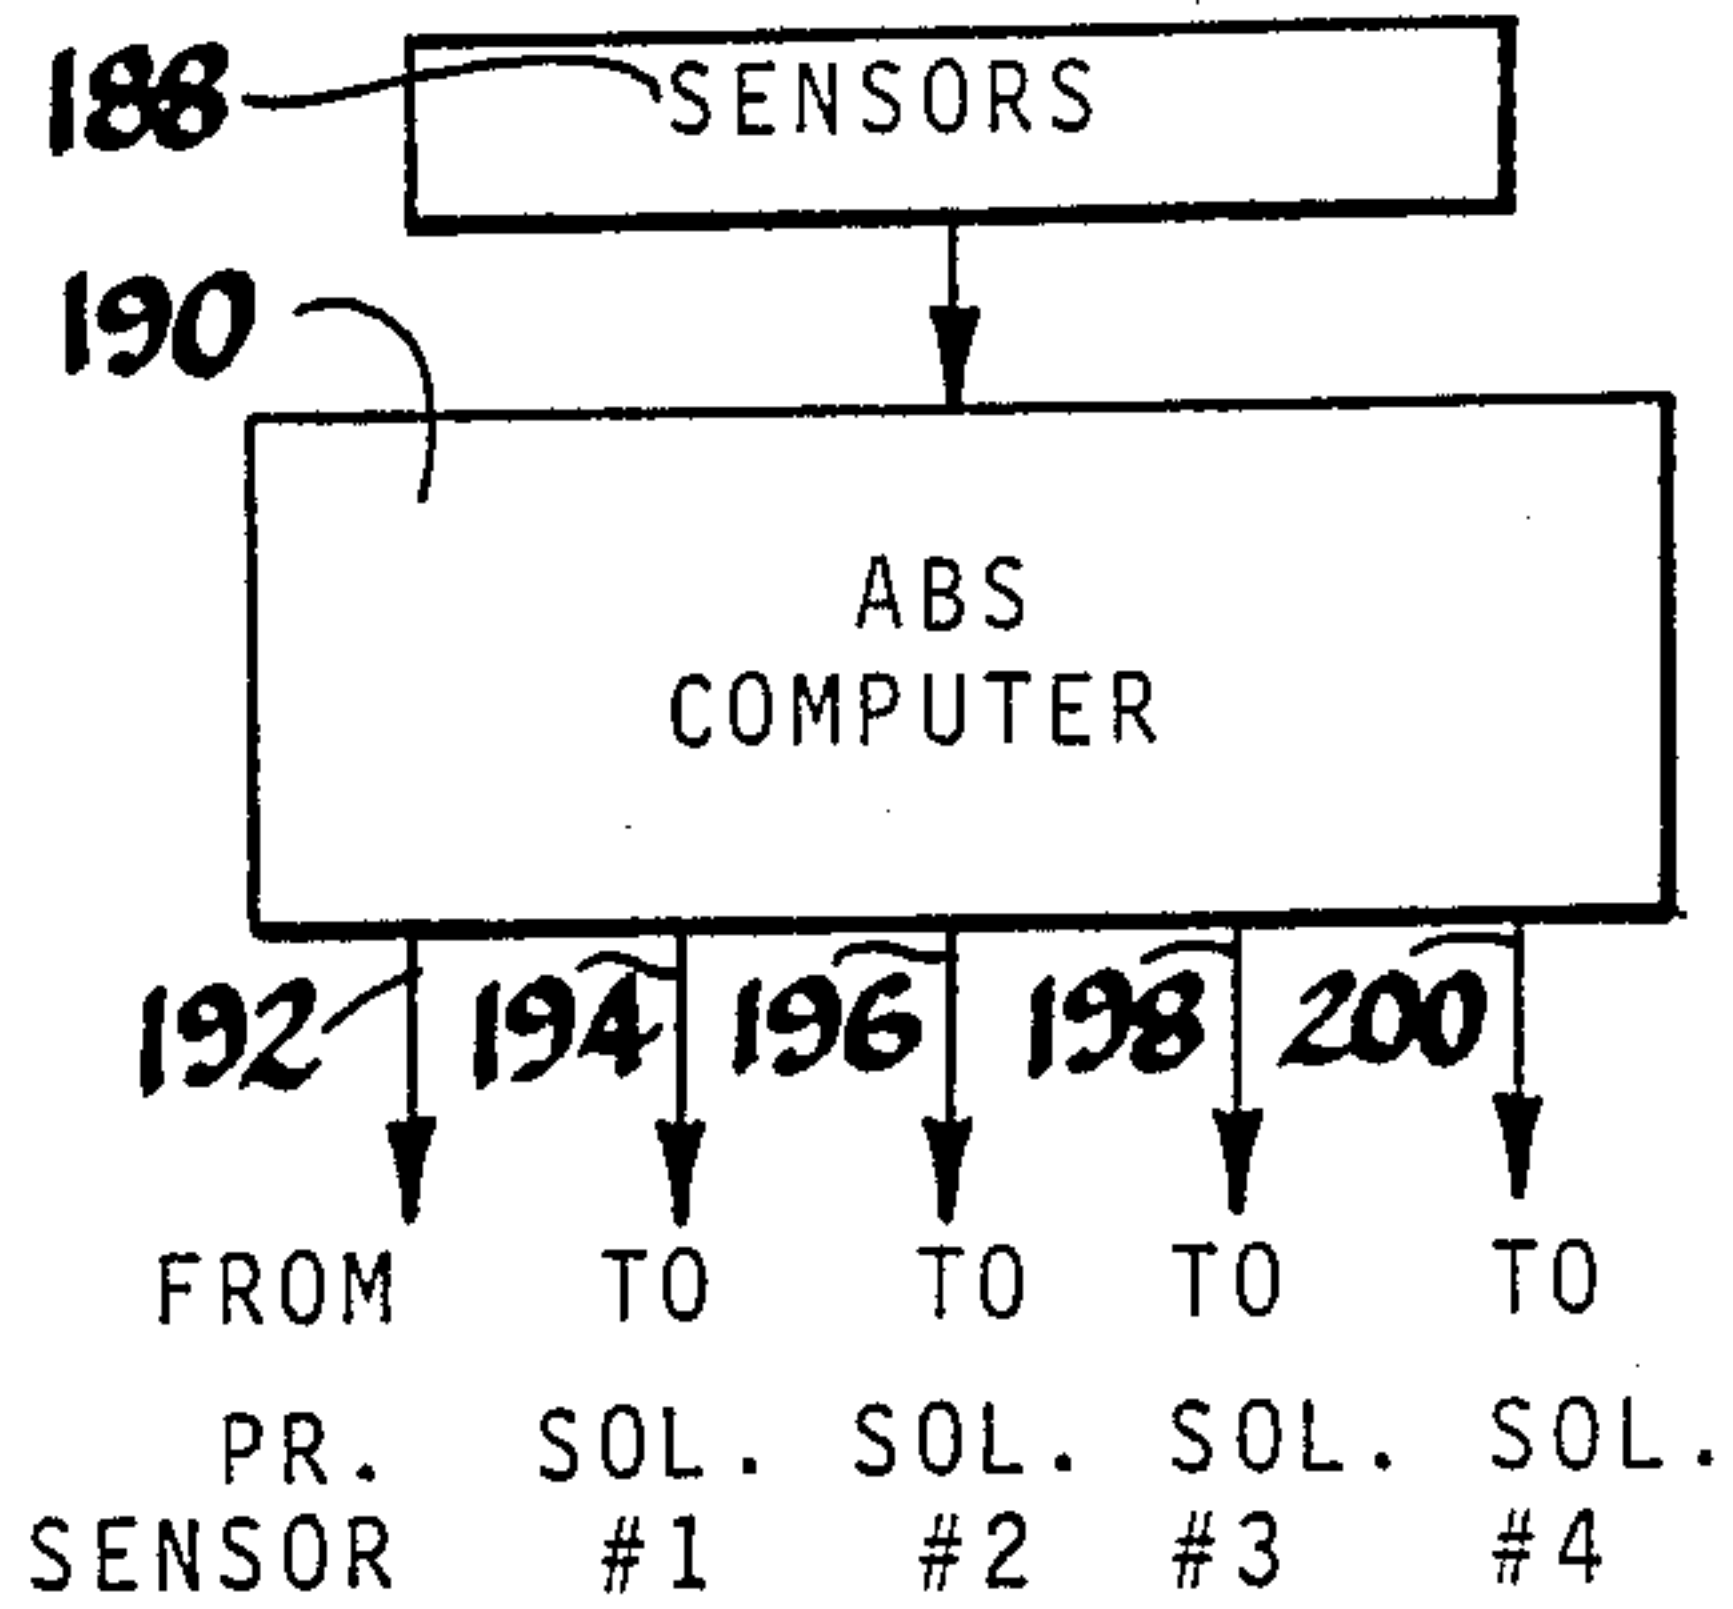 188 SENSORS
190
ABS
COMPUTER
192 194 196 198 200
FROM TO TO TO TO
PR. SOL. SOL. SOL. SOL.
SENSOR #1 #2 #3 #4